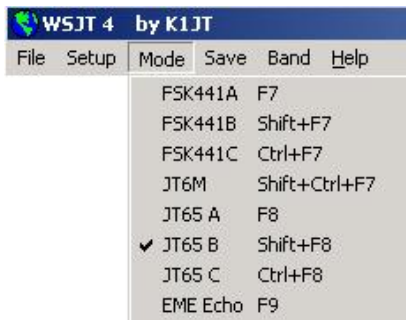 WSJT 4 by K1JT
File Setup Mode Save Band Help
FSK441A F7
FSK441B Shift+F7
FSK441C Ctrl+F7
JT6M Shift+Ctrl+F7
JT65 A F8
JT65 B Shift+F8
JT65 C Ctrl+F8
EME Echo F9